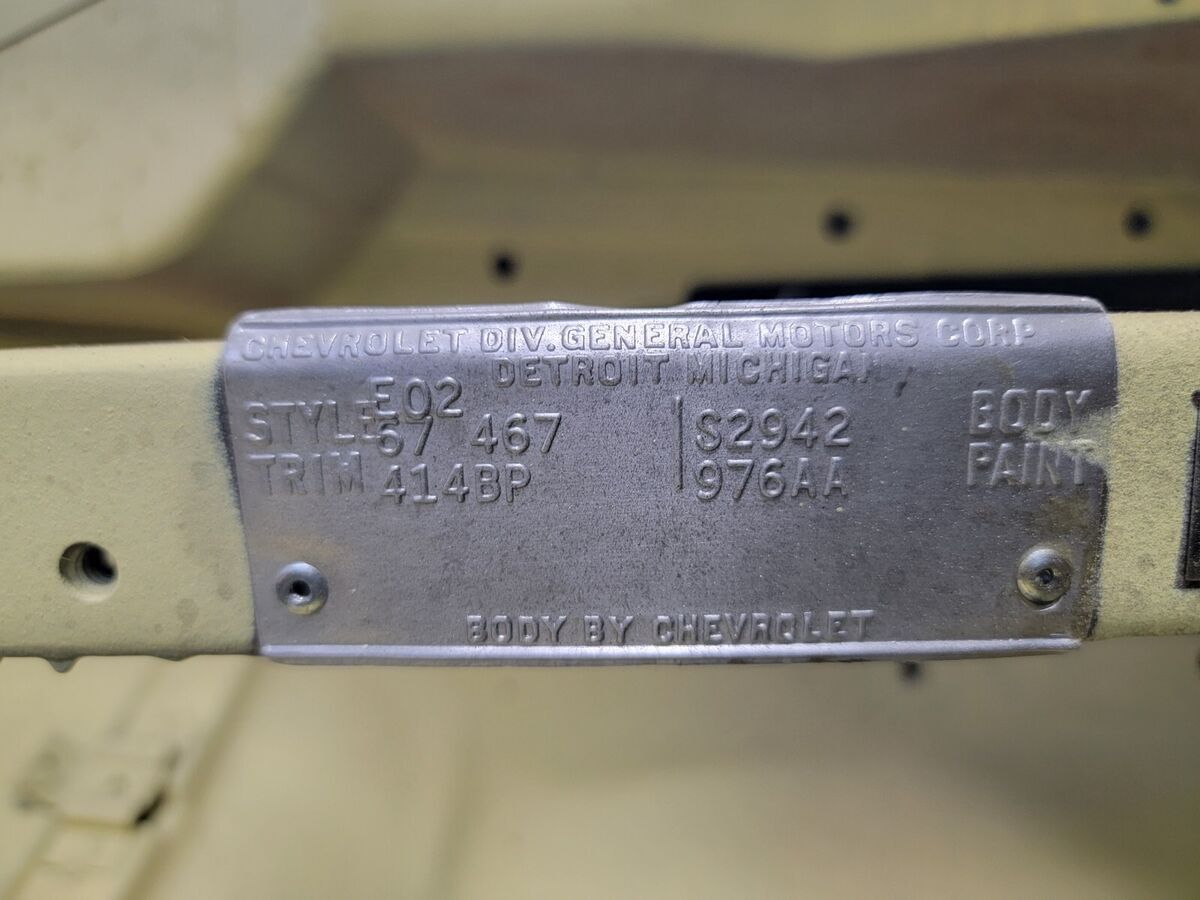 CHEVROLET DIV. GENERAL MOTORS CORP
DETROIT MICHIGAN
E02
STYLE 67 467 S2942 BODY
TRIM 414BP 976AA PAINT
BODY BY CHEVROLET